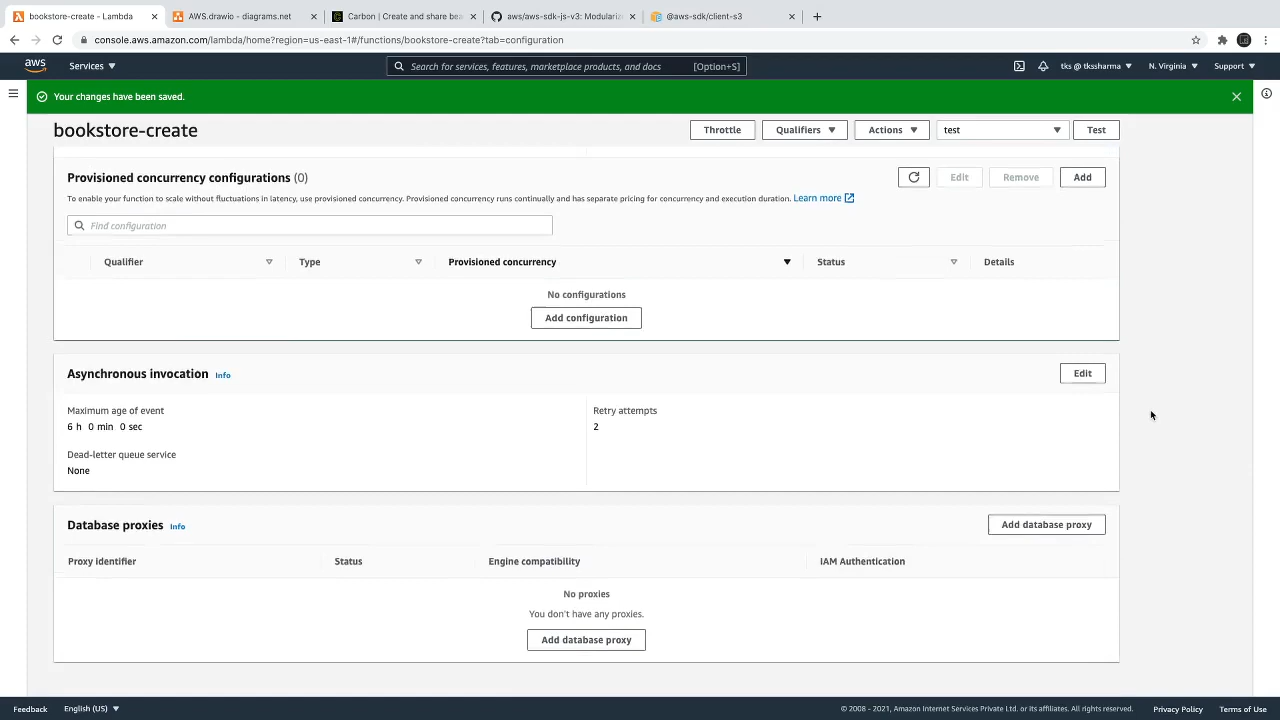 bookstore-create - Lambda
AWS.drawio - diagrams.net
Carbon | Create and share bea
aws/aws-sdk-js-v3: Modulariz
@aws-sdk/client-s3
console.aws.amazon.com/lambda/home?region=us-east-1#/functions/bookstore-create?tab=configuration
aws
Services
Search for services, features, marketplace products, and docs
[Option+S]
tks @ tkssharma
N. Virginia
Support
Your changes have been saved.
bookstore-create
Throttle
Qualifiers
Actions
test
Test
Provisioned concurrency configurations (0)
Edit
Remove
Add
To enable your function to scale without fluctuations in latency, use provisioned concurrency. Provisioned concurrency runs continually and has separate pricing for concurrency and execution duration. Learn more
Find configuration
Qualifier
Type
Provisioned concurrency
Status
Details
No configurations
Add configuration
Asynchronous invocation Info
Edit
Maximum age of event
6 h 0 min 0 sec
Retry attempts
2
Dead-letter queue service
None
Database proxies Info
Add database proxy
Proxy identifier
Status
Engine compatibility
IAM Authentication
No proxies
You don't have any proxies.
Add database proxy
Feedback
English (US)
© 2008 - 2021, Amazon Internet Services Private Ltd. or its affiliates. All rights reserved.
Privacy Policy
Terms of Use